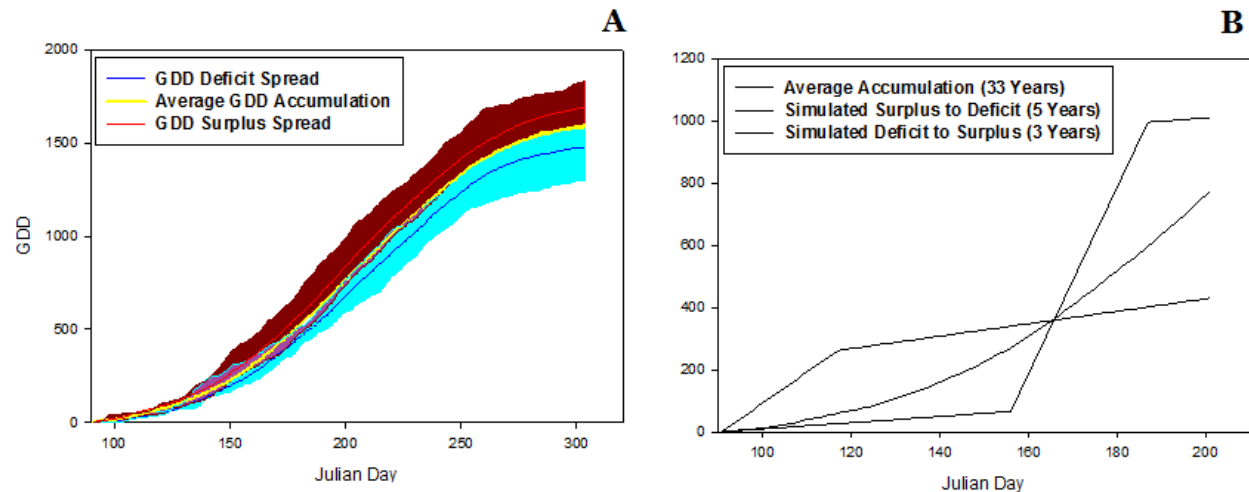 A
2000
1500
1000
500
0
GDD
GDD Deficit Spread
Average GDD Accumulation
GDD Surplus Spread
100 150 200 250 300
Julian Day
B
1200
1000
800
600
400
200
0
Average Accumulation (33 Years)
Simulated Surplus to Deficit (5 Years)
Simulated Deficit to Surplus (3 Years)
100 120 140 160 180 200
Julian Day